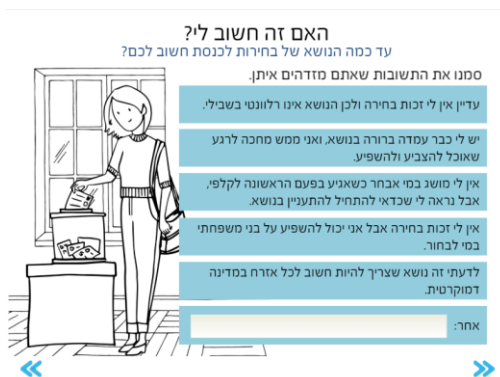 האם זה חשוב לי?
עד כמה הנושא של בחירות לכנסת חשוב לכם?
סמנו את התשובות שאתם מזדהים איתן.
עדיין אין לי זכות בחירה ולכן הנושא אינו רלוונטי בשבילי.
יש לי כבר עמדה ברורה בנושא, ואני ממש מחכה לרגע
שאוכל להצביע ולהשפיע.
אין לי מושג במי אבחר כשאגיע בפעם הראשונה לקלפי,
אבל נראה לי שכדאי להתחיל להתעניין בנושא.
אין לי זכות בחירה אבל אני יכול להשפיע על בני משפחתי
במי לבחור.
לדעתי זה נושא שצריך להיות חשוב לכל אזרח במדינה
דמוקרטית.
אחר: